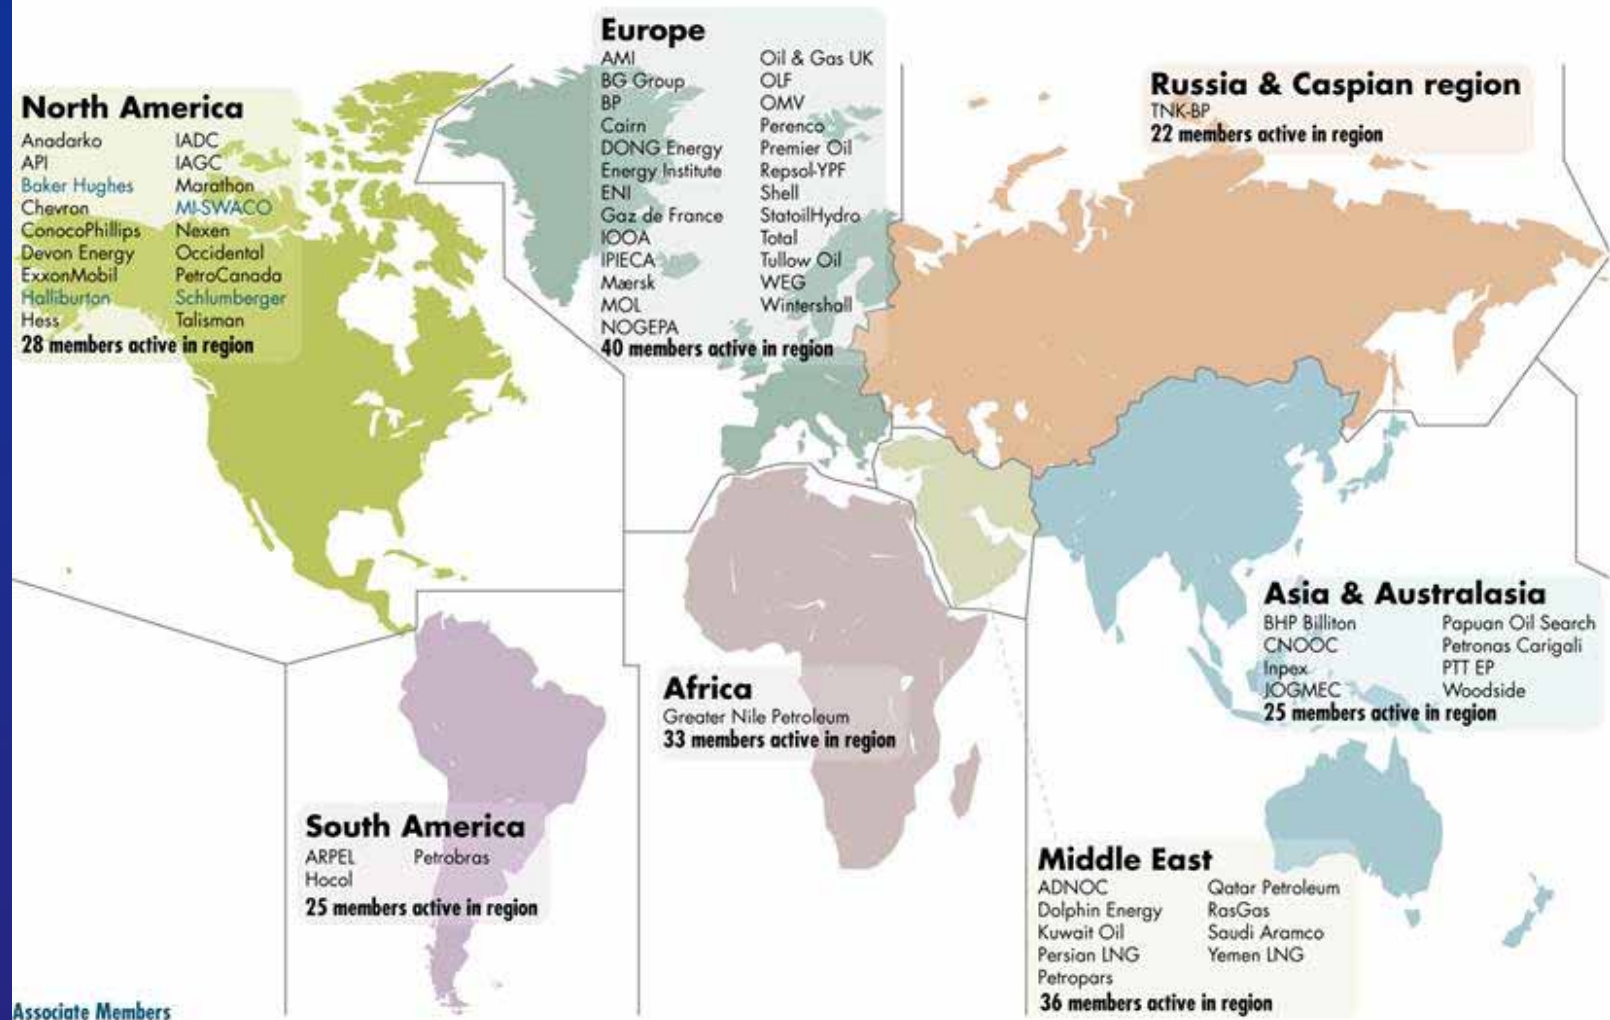 North America
Anadarko
API
Baker Hughes
Chevron
ConocoPhillips
Devon Energy
ExxonMobil
Halliburton
Hess
IADC
IAGC
Marathon
MI-SWACO
Nexen
Occidental
PetroCanada
Schlumberger
Talisman
28 members active in region
Europe
AMI
BG Group
BP
Cairn
DONG Energy
Energy Institute
ENI
Gaz de France
IOOA
IPIECA
Mærsk
MOL
NOGEPA
Oil & Gas UK
OLF
OMV
Perenco
Premier Oil
Repsol-YPF
Shell
StatoilHydro
Total
Tullow Oil
WEG
Wintershall
40 members active in region
Russia & Caspian region
TNK-BP
22 members active in region
Asia & Australasia
BHP Billiton
CNOOC
Inpex
JOGMEC
Papuan Oil Search
Petronas Carigali
PTT EP
Woodside
25 members active in region
Africa
Greater Nile Petroleum
33 members active in region
South America
ARPEL
Hocol
Petrobras
25 members active in region
Middle East
ADNOC
Dolphin Energy
Kuwait Oil
Persian LNG
Petropars
Qatar Petroleum
RasGas
Saudi Aramco
Yemen LNG
36 members active in region
Associate Members